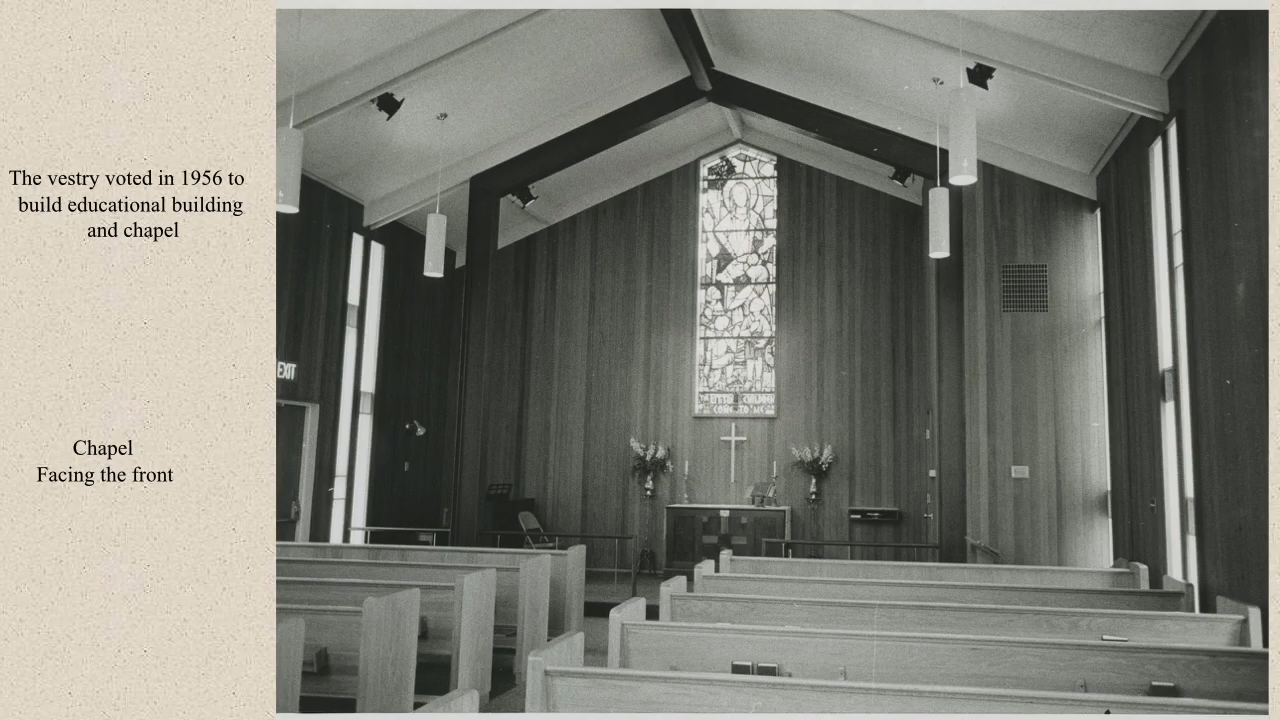 The vestry voted in 1956 to
build educational building
and chapel
Chapel
Facing the front
EXIT